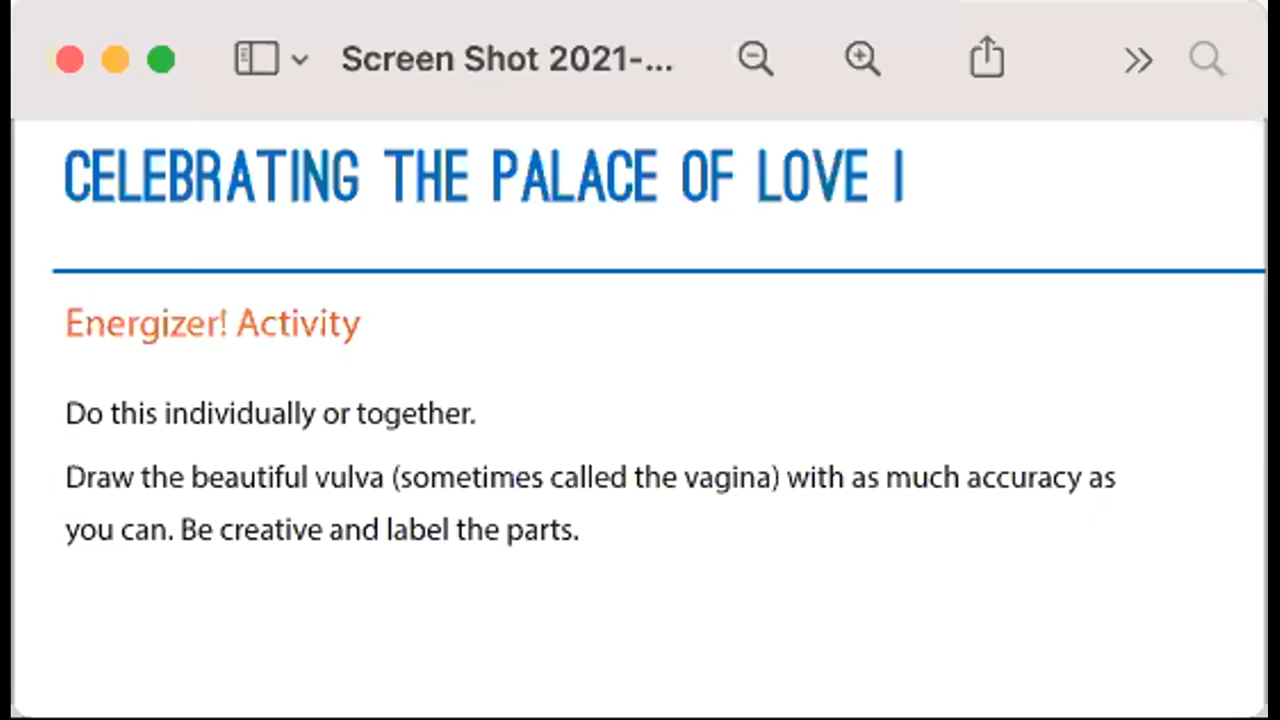 Screen Shot 2021-...
CELEBRATING THE PALACE OF LOVE I
Energizer! Activity
Do this individually or together.
Draw the beautiful vulva (sometimes called the vagina) with as much accuracy as
you can. Be creative and label the parts.